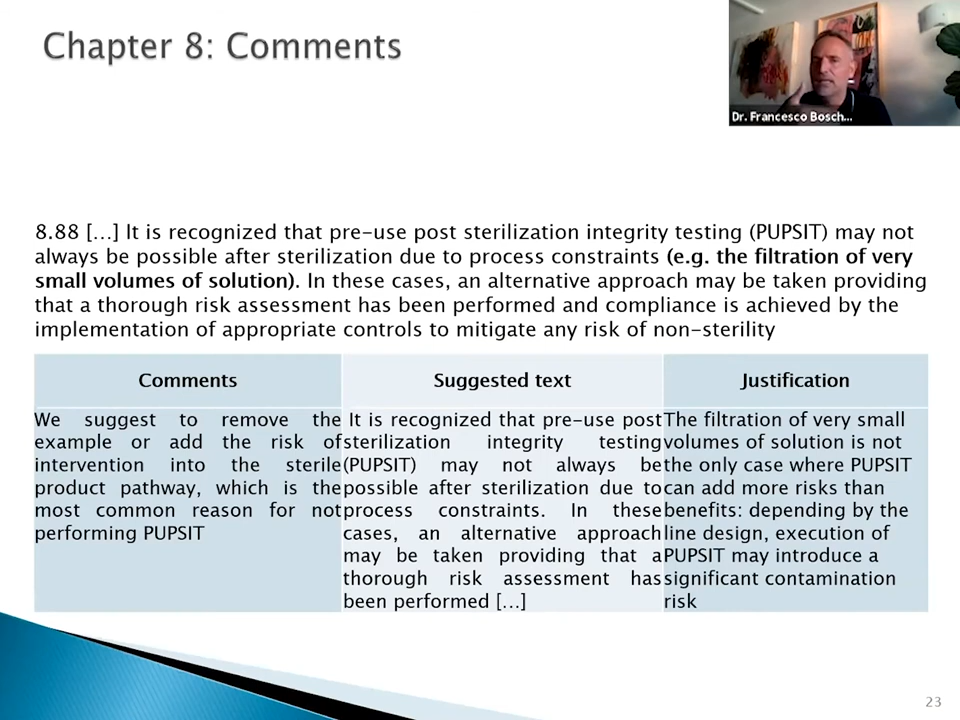 Chapter 8: Comments
Dr. Francesco Bosch...
8.88 [...] It is recognized that pre-use post sterilization integrity testing (PUPSIT) may not
always be possible after sterilization due to process constraints (e.g. the filtration of very
small volumes of solution). In these cases, an alternative approach may be taken providing
that a thorough risk assessment has been performed and compliance is achieved by the
implementation of appropriate controls to mitigate any risk of non-sterility
Comments
We suggest to remove the
example or add the risk of
intervention into the sterile
product pathway, which is the
most common reason for not
performing PUPSIT
Suggested text
It is recognized that pre-use post
sterilization integrity testing
(PUPSIT) may not always be
possible after sterilization due to
process constraints. In these
cases, an alternative approach
may be taken providing that a
thorough risk assessment has
been performed [...]
Justification
The filtration of very small
volumes of solution is not
the only case where PUPSIT
can add more risks than
benefits: depending by the
line design, execution of
PUPSIT may introduce a
significant contamination
risk
23